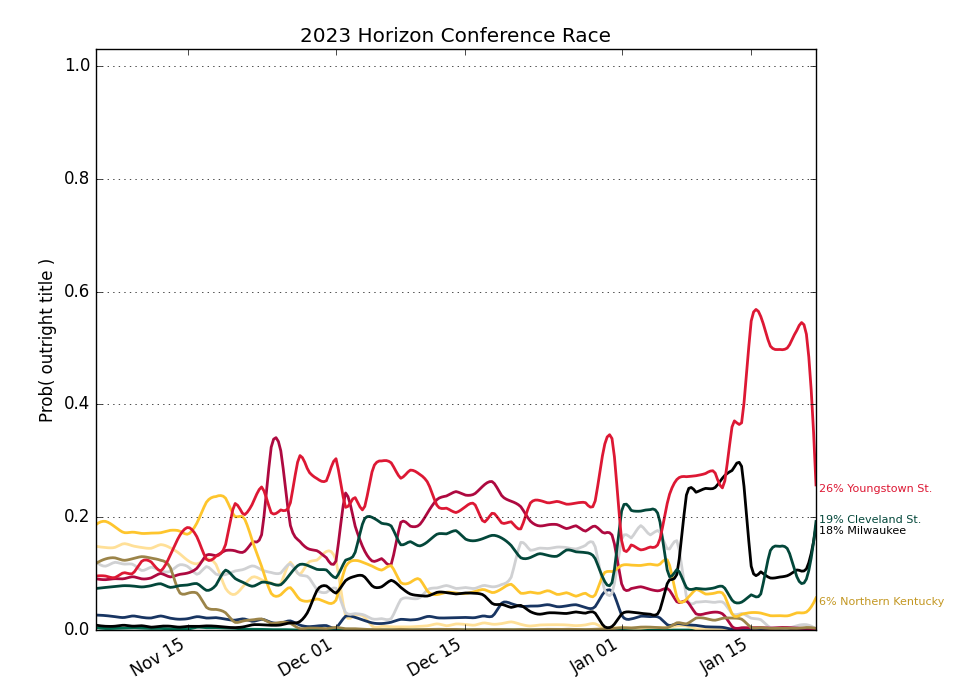 2023 Horizon Conference Race
Prob( outright title )
1.0
0.8
0.6
0.4
0.2
0.0
26% Youngstown St.
19% Cleveland St.
18% Milwaukee
6% Northern Kentucky
Nov 15
Dec 01
Dec 15
Jan 01
Jan 15